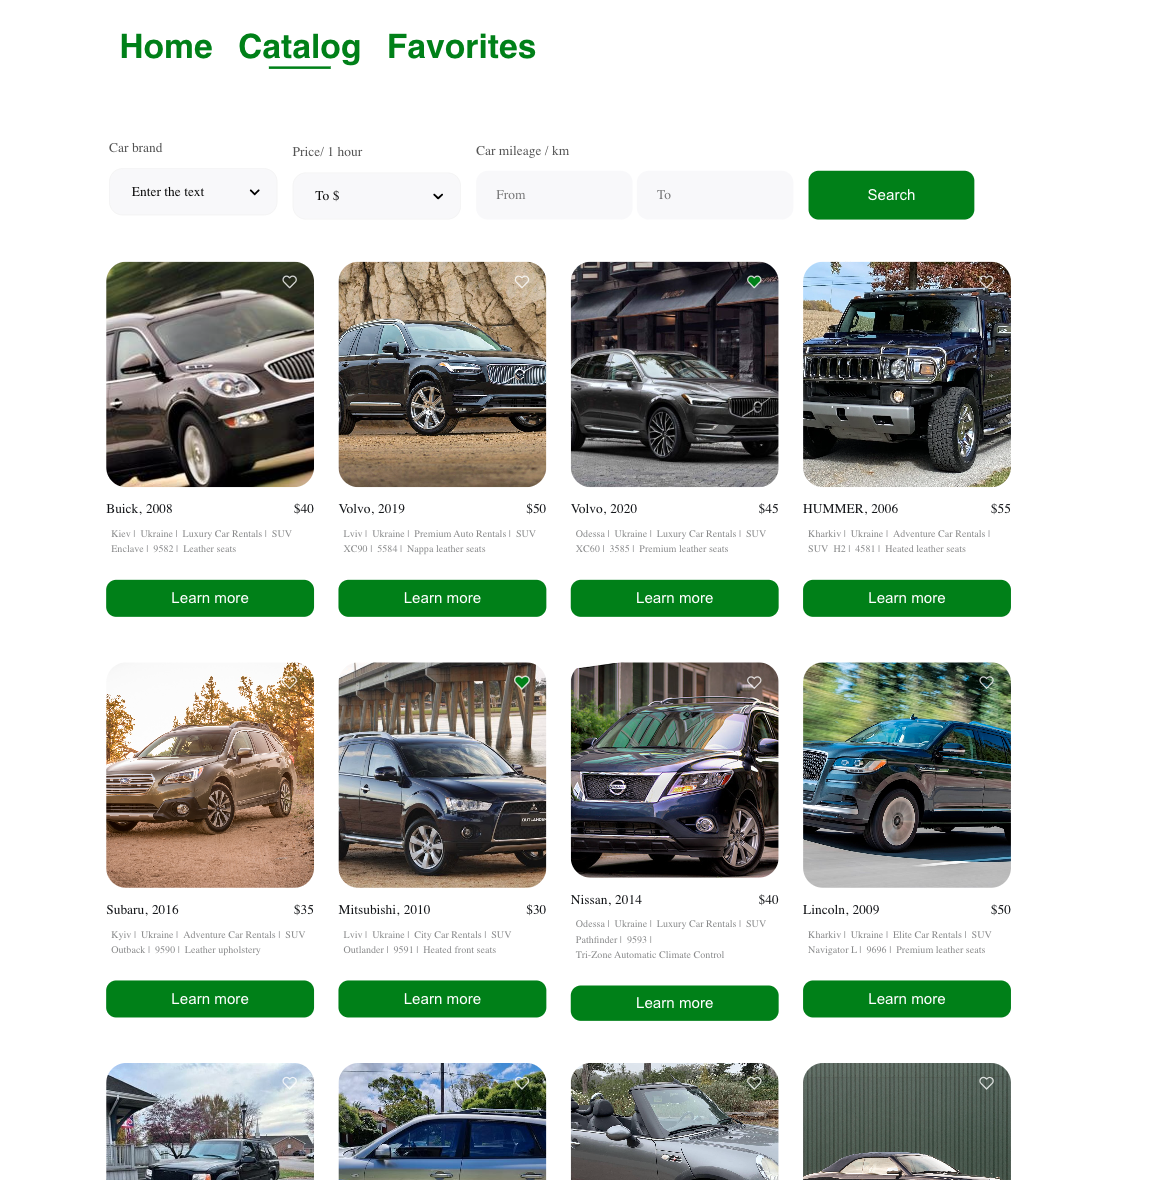 Home Catalog Favorites
Car brand
Price/ 1 hour
Car mileage / km
Enter the text
To $
From
To
Search
Buick, 2008 $40
Kiev | Ukraine | Luxury Car Rentals | SUV
Enclave | 9582 | Leather seats
Learn more
Volvo, 2019 $50
Lviv | Ukraine | Premium Auto Rentals | SUV
XC90 | 5584 | Nappa leather seats
Learn more
Volvo, 2020 $45
Odessa | Ukraine | Luxury Car Rentals | SUV
XC60 | 3585 | Premium leather seats
Learn more
HUMMER, 2006 $55
Kharkiv | Ukraine | Adventure Car Rentals |
SUV H2 | 4581 | Heated leather seats
Learn more
Subaru, 2016 $35
Kyiv | Ukraine | Adventure Car Rentals | SUV
Outback | 9590 | Leather upholstery
Learn more
OUTLANDER
Mitsubishi, 2010 $30
Lviv | Ukraine | City Car Rentals | SUV
Outlander | 9591 | Heated front seats
Learn more
NISSAN
Nissan, 2014 $40
Odessa | Ukraine | Luxury Car Rentals | SUV
Pathfinder | 9593 |
Tri-Zone Automatic Climate Control
Learn more
Lincoln, 2009 $50
Kharkiv | Ukraine | Elite Car Rentals | SUV
Navigator L | 9696 | Premium leather seats
Learn more